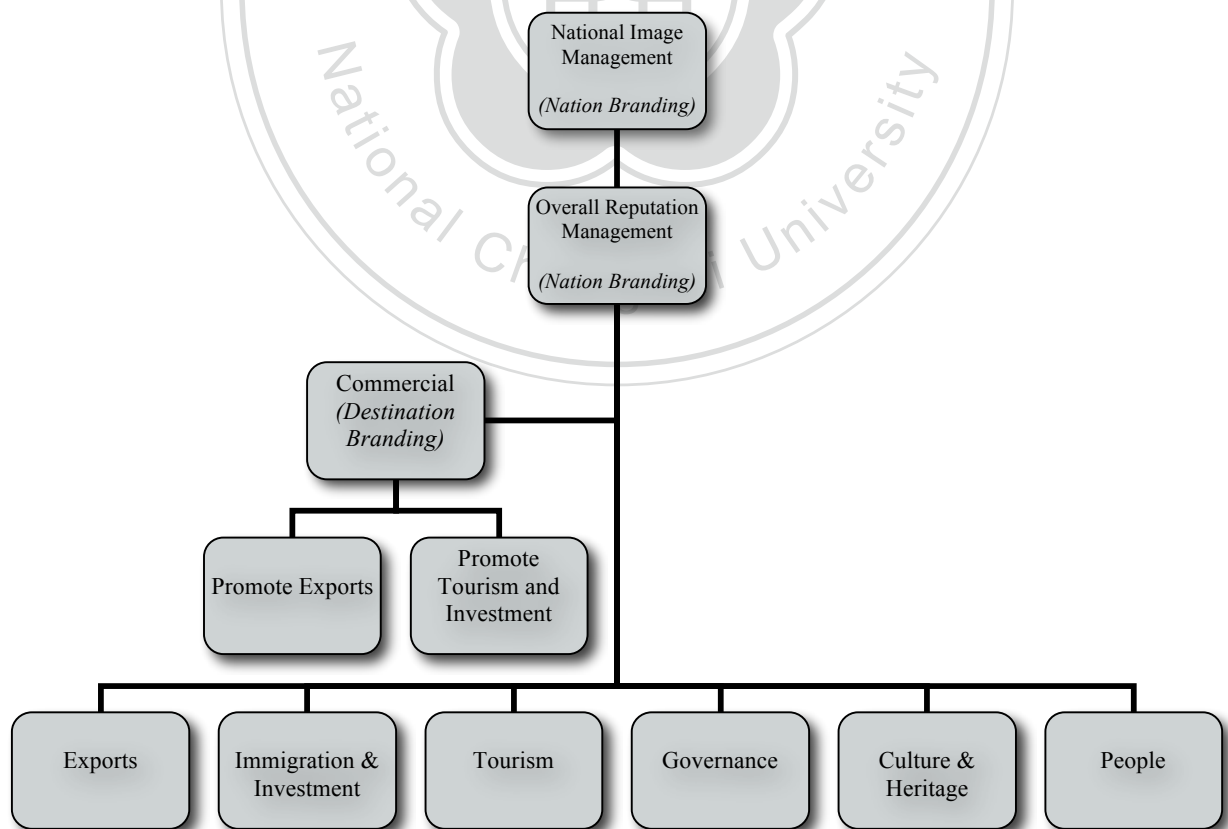 National Image
Management
(Nation Branding)
Overall Reputation
Management
(Nation Branding)
National Ch i University
Commercial
(Destination
Branding)
Promote Exports
Promote
Tourism and
Investment
Exports
Immigration &
Investment
Tourism
Governance
Culture &
Heritage
People